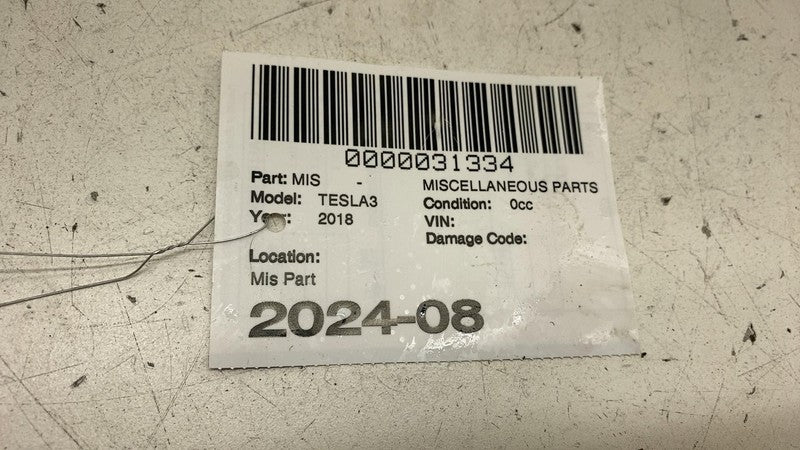 0000031334
Part: MIS - MISCELLANEOUS PARTS
Model: TESLA3 Condition: 0cc
Year: 2018 VIN:
Damage Code:
Location:
Mis Part
2024-08